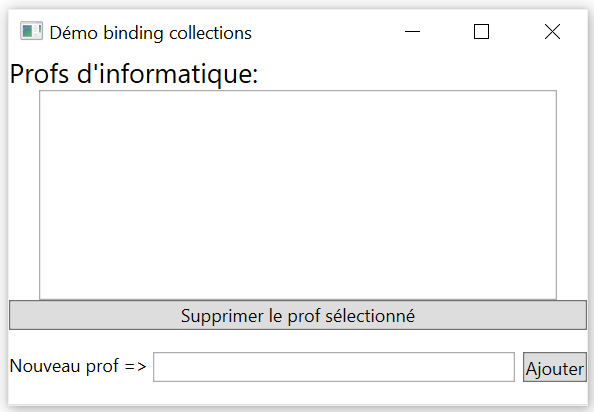 Démo binding collections
Profs d'informatique:
Supprimer le prof sélectionné
Nouveau prof => Ajouter